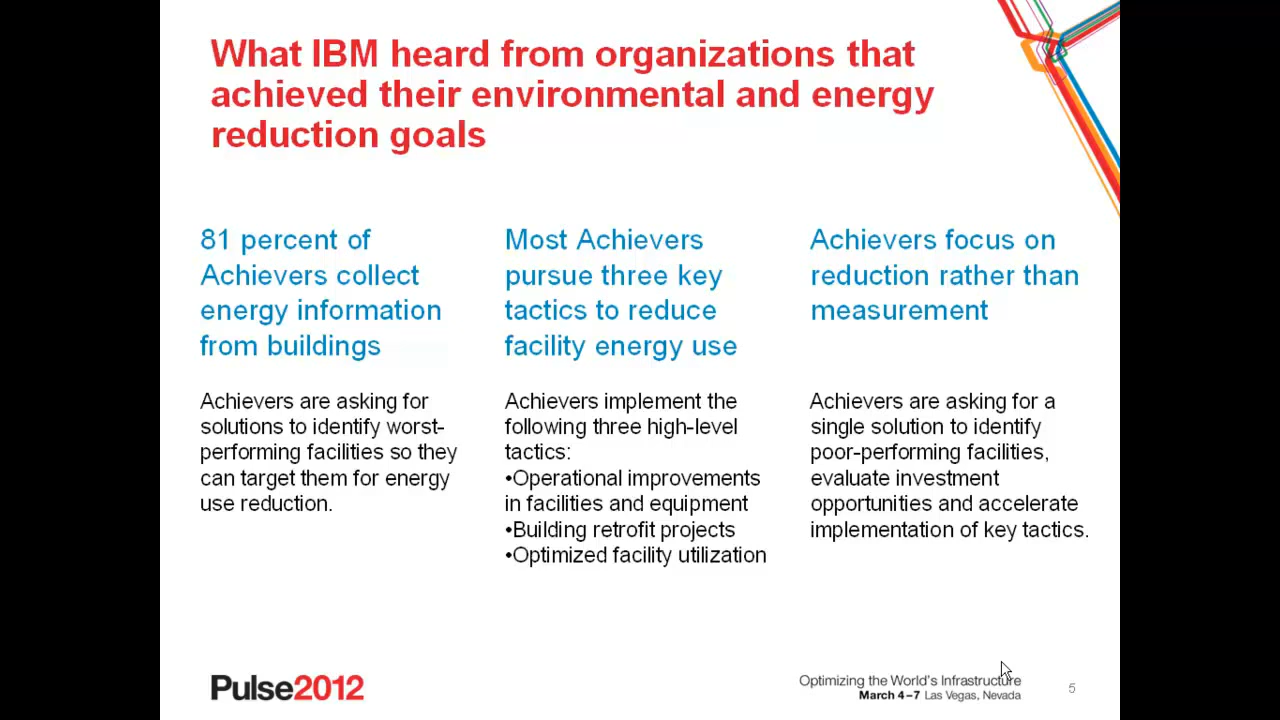 What IBM heard from organizations that
achieved their environmental and energy
reduction goals
81 percent of
Achievers collect
energy information
from buildings
Achievers are asking for
solutions to identify worst-
performing facilities so they
can target them for energy
use reduction.
Most Achievers
pursue three key
tactics to reduce
facility energy use
Achievers implement the
following three high-level
tactics:
•Operational improvements
in facilities and equipment
•Building retrofit projects
•Optimized facility utilization
Achievers focus on
reduction rather than
measurement
Achievers are asking for a
single solution to identify
poor-performing facilities,
evaluate investment
opportunities and accelerate
implementation of key tactics.
Pulse2012
Optimizing the World's Infrastructure
March 4–7 Las Vegas, Nevada
5